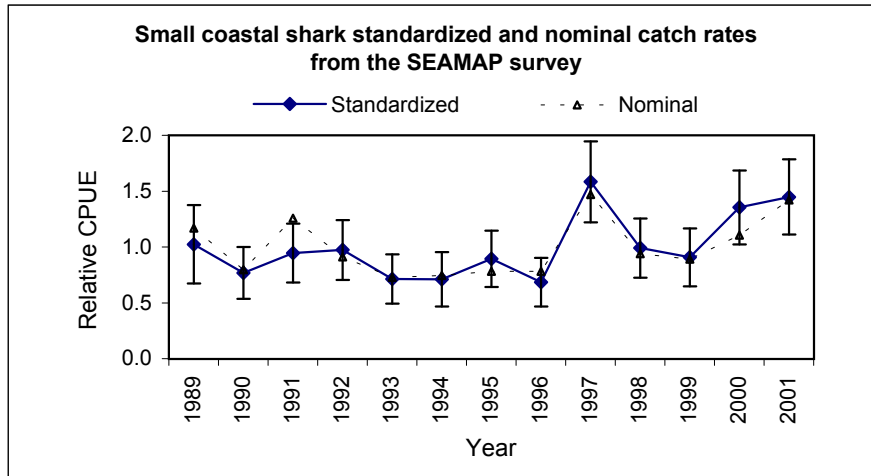 Small coastal shark standardized and nominal catch rates
from the SEAMAP survey
Standardized Nominal
2.0
1.5
1.0
0.5
0.0
Relative CPUE
1989 1990 1991 1992 1993 1994 1995 1996 1997 1998 1999 2000 2001
Year